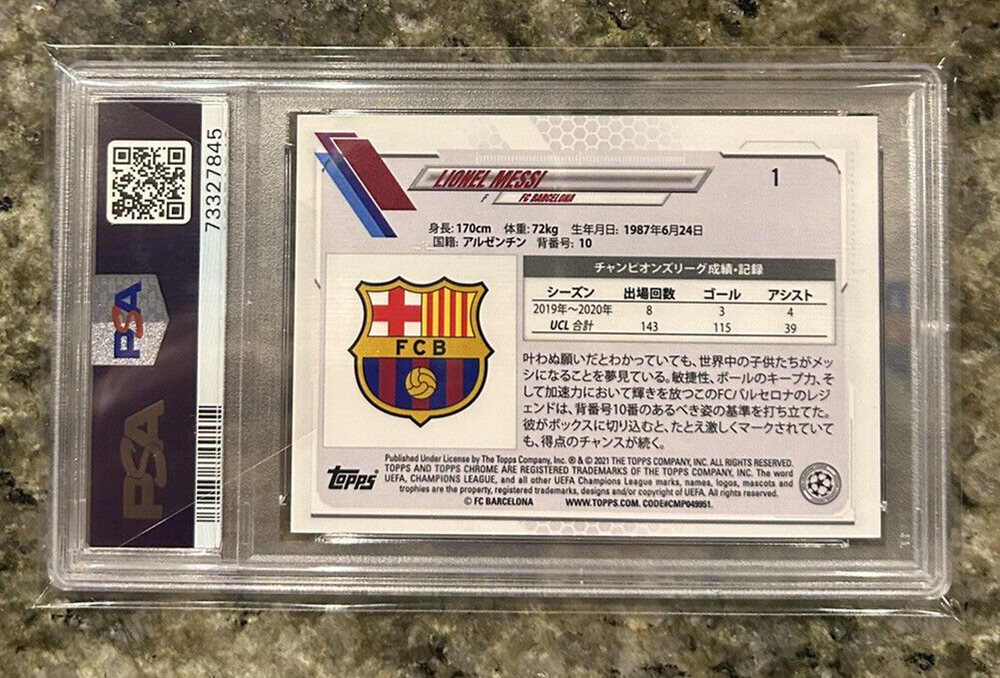 73327845
PSA
PSA
LIONEL MESSI
1
F
FC BARCELONA
身長: 170cm 体重: 72kg 生年月日: 1987年6月24日
国籍: アルゼンチン 背番号: 10
チャンピオンズリーグ成績・記録
シーズン 出場回数 ゴール アシスト
2019年〜2020年 8 3 4
UCL 合計 143 115 39
FCB
叶わぬ願いだとわかっていても、世界中の子供たちがメッ
シになることを夢見ている。敏捷性、ボールのキープ力、そ
して加速力において輝きを放つこのFCバルセロナのレジ
ェンドは、背番号10番のあるべき姿の基準を打ち立てた。
彼がボックスに切り込むと、たとえ激しくマークされていて
も、得点のチャンスが続く。
Topps
Published Under License by The Topps Company, Inc. ® & © 2021 THE TOPPS COMPANY, INC. ALL RIGHTS RESERVED.
TOPPS AND TOPPS CHROME ARE REGISTERED TRADEMARKS OF THE TOPPS COMPANY, INC. The word
UEFA, CHAMPIONS LEAGUE, and all other UEFA Champions League marks, names, logos, mascots and
trophies are the property, registered trademarks, designs and/or copyright of UEFA. All rights reserved.
© FC BARCELONA WWW.TOPPS.COM. CODE#CMP049951.